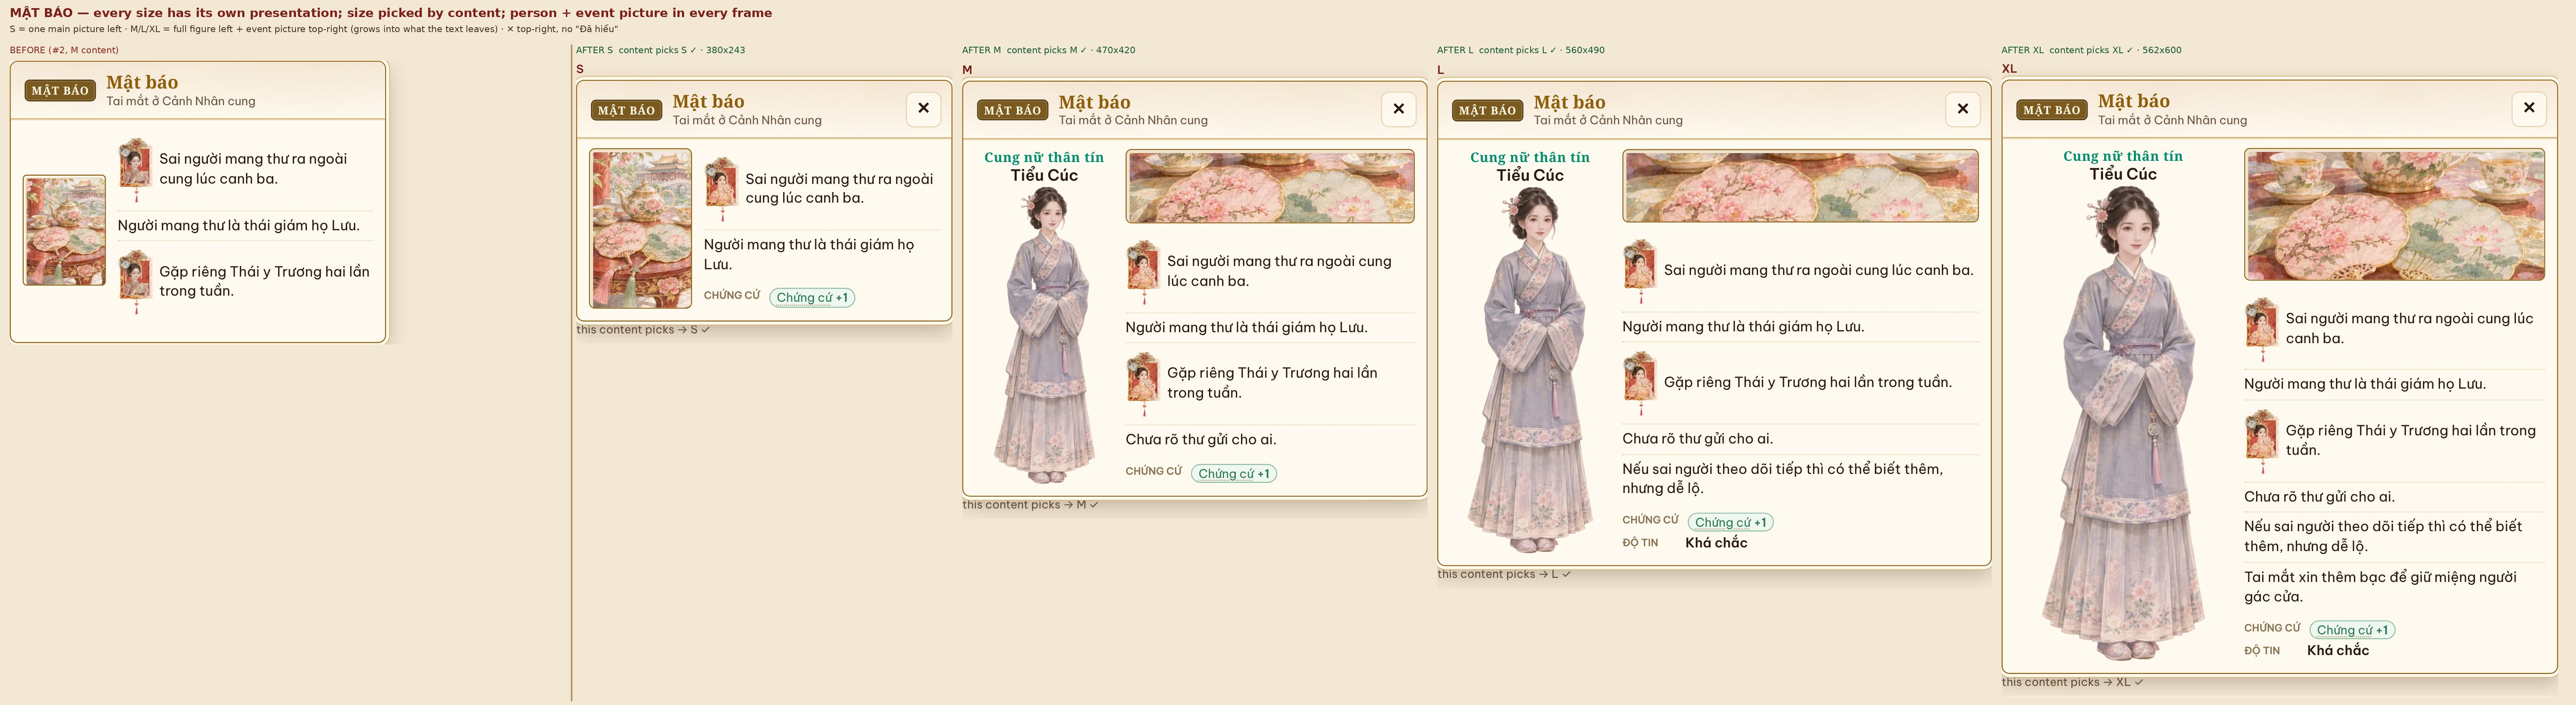 MẬT BÁO — every size has its own presentation; size picked by content; person + event picture in every frame
S = one main picture left · M/L/XL = full figure left + event picture top-right (grows into what the text leaves) · ✕ top-right, no "Đã hiểu"
BEFORE (#2, M content)
MẬT BÁO
Mật báo
Tai mắt ở Cảnh Nhân cung
Sai người mang thư ra ngoài
cung lúc canh ba.
Người mang thư là thái giám họ Lưu.
Gặp riêng Thái y Trương hai lần
trong tuần.
AFTER S content picks S ✓ · 380x243
S
MẬT BÁO
Mật báo
Tai mắt ở Cảnh Nhân cung
✕
Sai người mang thư ra ngoài
cung lúc canh ba.
Người mang thư là thái giám họ
Lưu.
CHỨNG CỨ Chứng cứ +1
this content picks → S ✓
AFTER M content picks M ✓ · 470x420
M
MẬT BÁO
Mật báo
Tai mắt ở Cảnh Nhân cung
✕
Cung nữ thân tín
Tiểu Cúc
Sai người mang thư ra ngoài cung
lúc canh ba.
Người mang thư là thái giám họ Lưu.
Gặp riêng Thái y Trương hai lần
trong tuần.
Chưa rõ thư gửi cho ai.
CHỨNG CỨ Chứng cứ +1
this content picks → M ✓
AFTER L content picks L ✓ · 560x490
L
MẬT BÁO
Mật báo
Tai mắt ở Cảnh Nhân cung
✕
Cung nữ thân tín
Tiểu Cúc
Sai người mang thư ra ngoài cung lúc canh ba.
Người mang thư là thái giám họ Lưu.
Gặp riêng Thái y Trương hai lần trong tuần.
Chưa rõ thư gửi cho ai.
Nếu sai người theo dõi tiếp thì có thể biết thêm,
nhưng dễ lộ.
CHỨNG CỨ Chứng cứ +1
ĐỘ TIN Khá chắc
this content picks → L ✓
AFTER XL content picks XL ✓ · 562x600
XL
MẬT BÁO
Mật báo
Tai mắt ở Cảnh Nhân cung
✕
Cung nữ thân tín
Tiểu Cúc
Sai người mang thư ra ngoài cung lúc
canh ba.
Người mang thư là thái giám họ Lưu.
Gặp riêng Thái y Trương hai lần trong
tuần.
Chưa rõ thư gửi cho ai.
Nếu sai người theo dõi tiếp thì có thể biết
thêm, nhưng dễ lộ.
Tai mắt xin thêm bạc để giữ miệng người
gác cửa.
CHỨNG CỨ Chứng cứ +1
ĐỘ TIN Khá chắc
this content picks → XL ✓